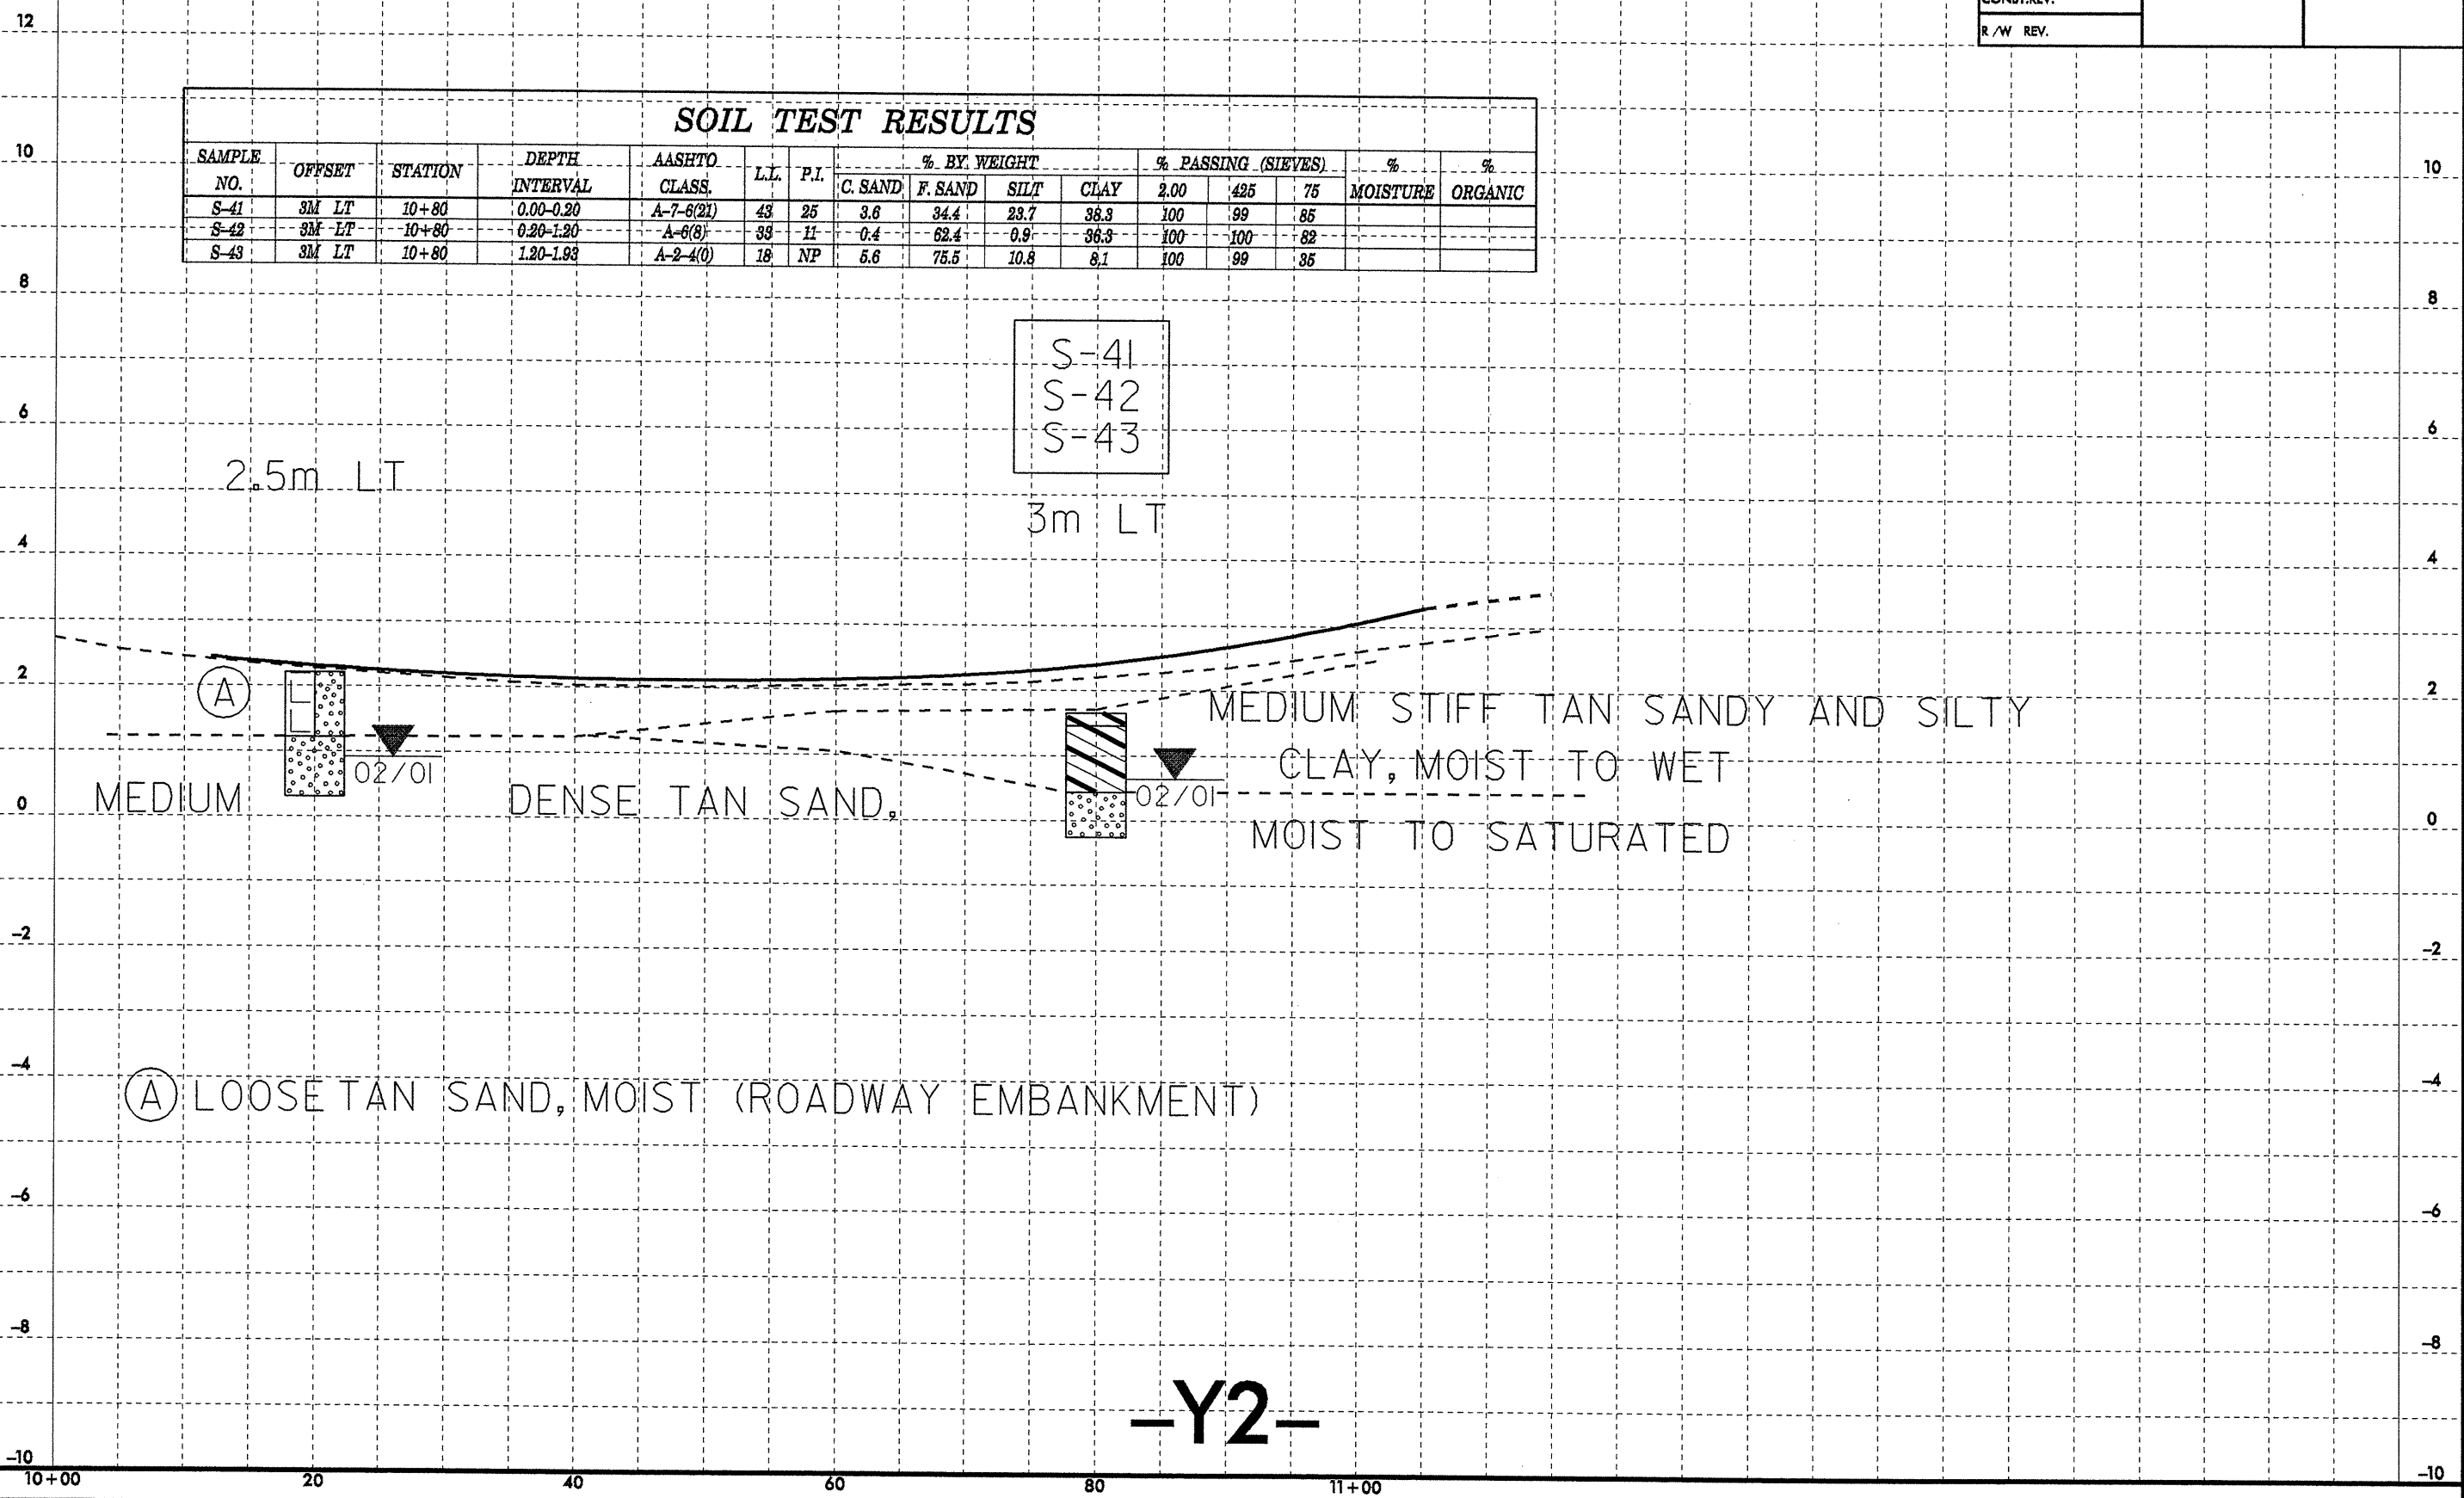 CONST.REV.
R/W REV.
12
SOIL TEST RESULTS
SAMPLE NO. OFFSET STATION DEPTH INTERVAL AASHTO CLASS. L.L. P.I. % BY WEIGHT % PASSING (SIEVES) % MOISTURE % ORGANIC
C. SAND F. SAND SILT CLAY 2.00 425 75
S-41 3M LT 10+80 0.00-0.20 A-7-6(21) 43 25 3.6 34.4 23.7 38.3 100 99 85
S-42 3M LT 10+80 0.20-1.20 A-6(8) 33 11 0.4 62.4 0.9 36.3 100 100 82
S-43 3M LT 10+80 1.20-1.93 A-2-4(0) 18 NP 5.6 75.5 10.8 8.1 100 99 35
10 10
8 8
S-41
S-42
S-43
6 6
2.5m LT
3m LT
4 4
2 2
A
MEDIUM STIFF TAN SANDY AND SILTY
CLAY, MOIST TO WET
02/01
02/01
MEDIUM DENSE TAN SAND,
MOIST TO SATURATED
0 0
-2 -2
-4 -4
A LOOSE TAN SAND, MOIST (ROADWAY EMBANKMENT)
-6 -6
-8 -8
-Y2-
-10 -10
10+00 20 40 60 80 11+00